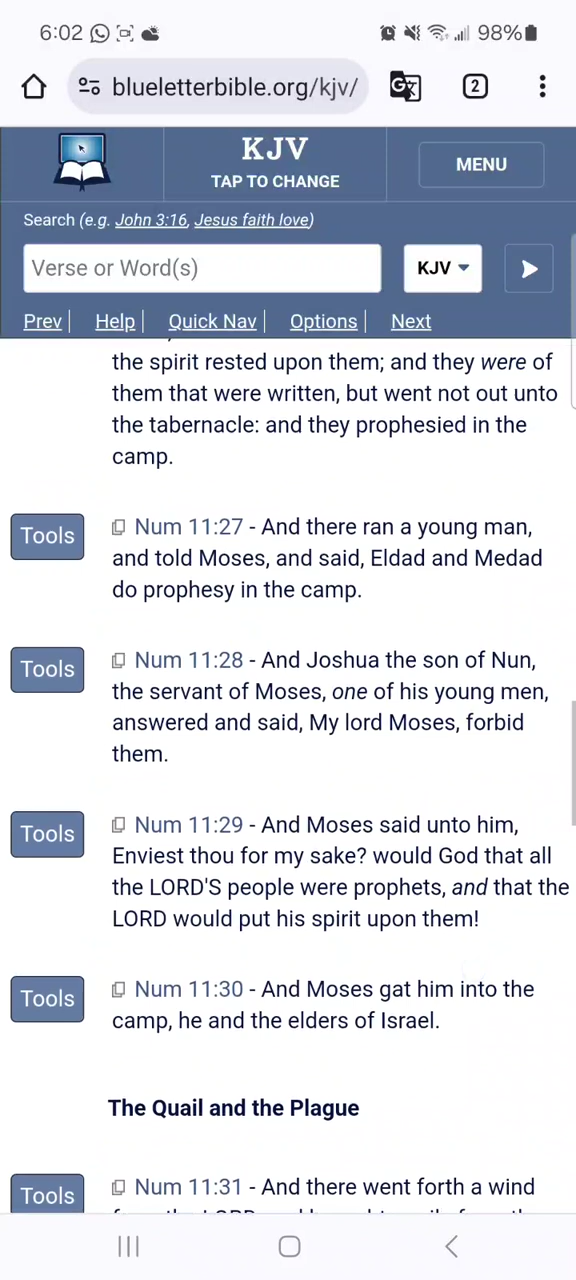 6:02 98%
blueletterbible.org/kjv/ 2
KJV
TAP TO CHANGE
MENU
Search (e.g. John 3:16, Jesus faith love)
Verse or Word(s) KJV
Prev | Help | Quick Nav | Options | Next
the spirit rested upon them; and they were of
them that were written, but went not out unto
the tabernacle: and they prophesied in the
camp.
Tools Num 11:27 - And there ran a young man,
and told Moses, and said, Eldad and Medad
do prophesy in the camp.
Tools Num 11:28 - And Joshua the son of Nun,
the servant of Moses, one of his young men,
answered and said, My lord Moses, forbid
them.
Tools Num 11:29 - And Moses said unto him,
Enviest thou for my sake? would God that all
the LORD'S people were prophets, and that the
LORD would put his spirit upon them!
Tools Num 11:30 - And Moses gat him into the
camp, he and the elders of Israel.
The Quail and the Plague
Tools Num 11:31 - And there went forth a wind